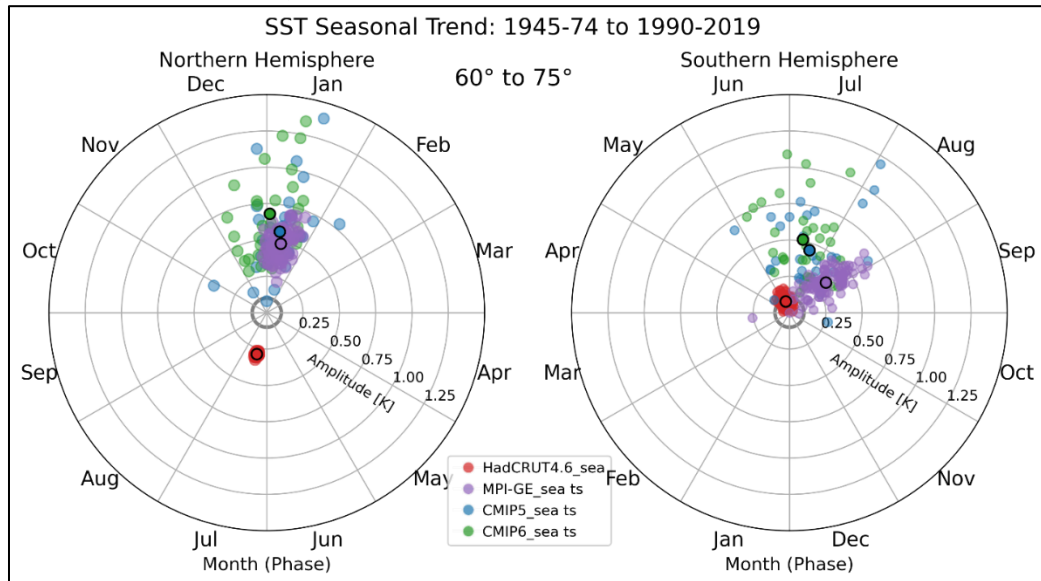 SST Seasonal Trend: 1945-74 to 1990-2019
Northern Hemisphere
60° to 75°
Southern Hemisphere
Dec
Jan
Nov
Feb
Oct
Mar
Sep
Apr
Aug
May
Jul
Jun
0.25
0.50
0.75
1.00
1.25
Amplitude [K]
Month (Phase)
Jun
Jul
May
Aug
Apr
Sep
Mar
Oct
Feb
Nov
Jan
Dec
0.25
0.50
0.75
1.00
1.25
Amplitude [K]
Month (Phase)
HadCRUT4.6_sea
MPI-GE_sea ts
CMIP5_sea ts
CMIP6_sea ts